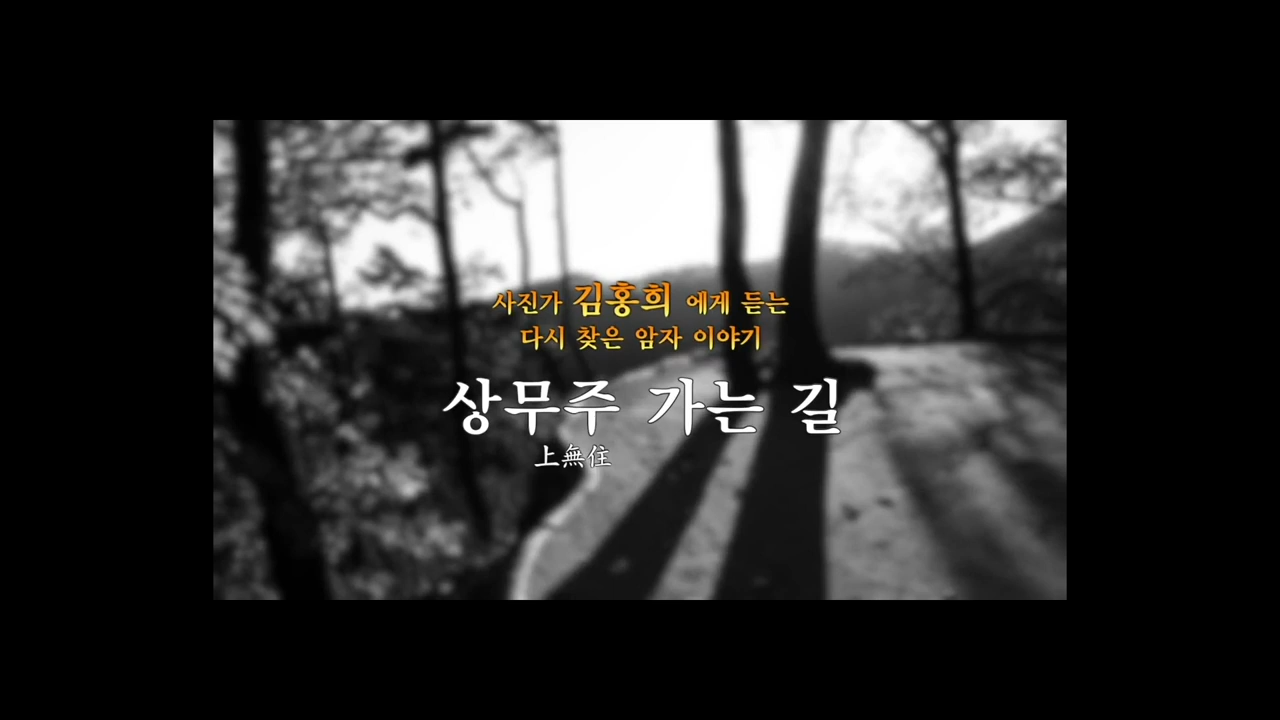 사진가 김홍희 에게 듣는
다시 찾은 암자 이야기
상무주 가는 길
上無住